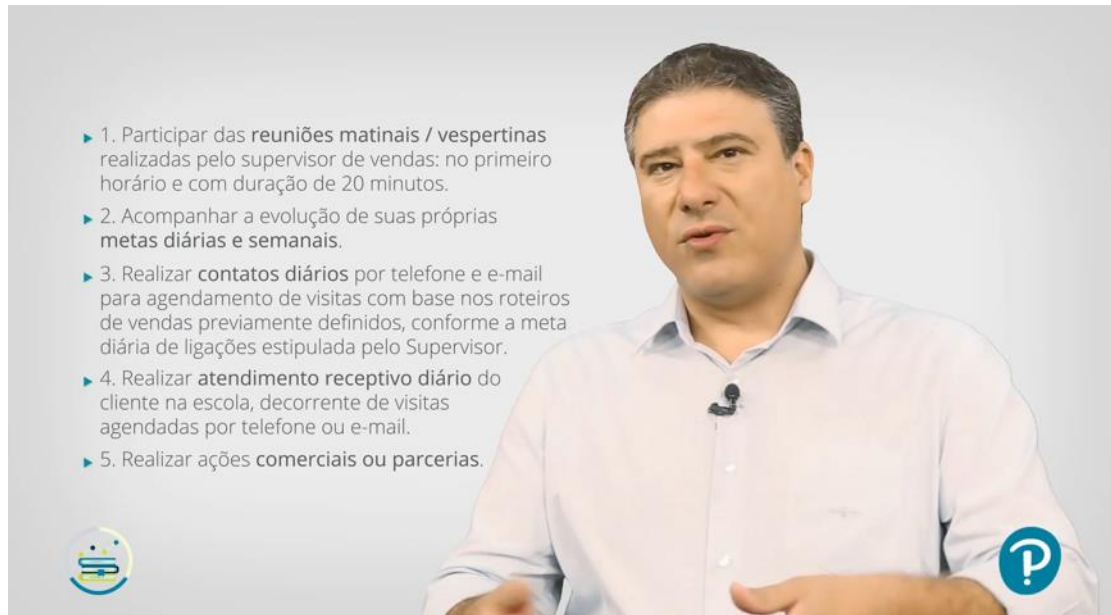 1. Participar das reuniões matinais / vespertinas
realizadas pelo supervisor de vendas: no primeiro
horário e com duração de 20 minutos.
2. Acompanhar a evolução de suas próprias
metas diárias e semanais.
3. Realizar contatos diários por telefone e e-mail
para agendamento de visitas com base nos roteiros
de vendas previamente definidos, conforme a meta
diária de ligações estipulada pelo Supervisor.
4. Realizar atendimento receptivo diário do
cliente na escola, decorrente de visitas
agendadas por telefone ou e-mail.
5. Realizar ações comerciais ou parcerias.
P